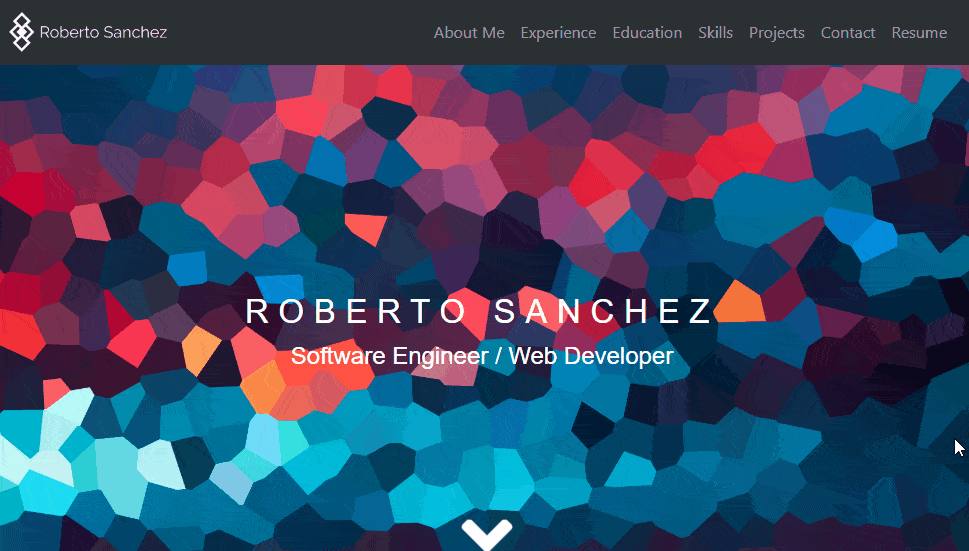 Roberto Sanchez
About Me Experience Education Skills Projects Contact Resume
ROBERTO SANCHEZ
Software Engineer / Web Developer